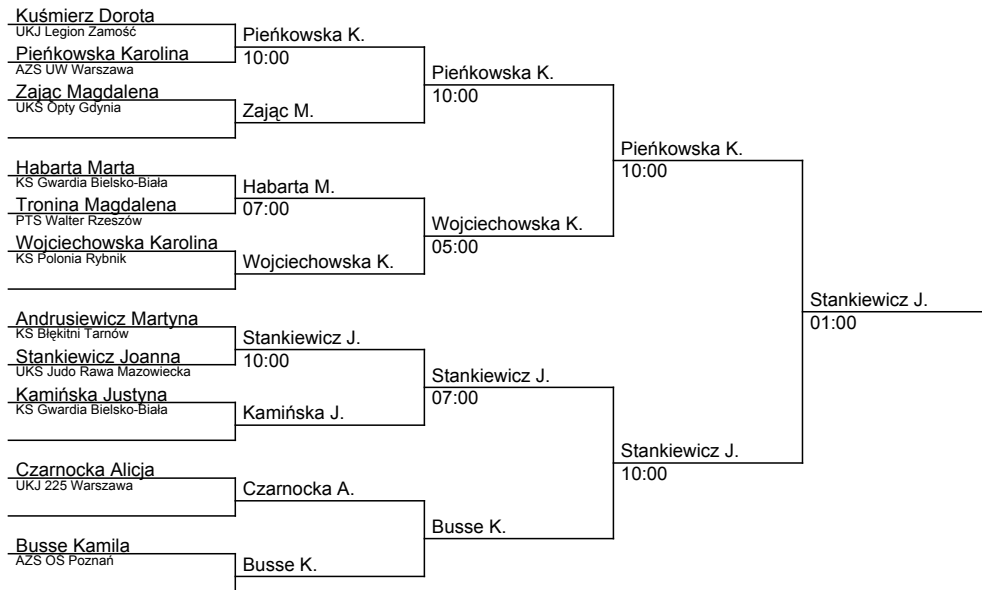 Kuśmierz Dorota
UKJ Legion Zamość
Pieńkowska Karolina
AZS UW Warszawa
Zając Magdalena
UKS Opty Gdynia
Habarta Marta
KS Gwardia Bielsko-Biała
Tronina Magdalena
PTS Walter Rzeszów
Wojciechowska Karolina
KS Polonia Rybnik
Andrusiewicz Martyna
KS Błękitni Tarnów
Stankiewicz Joanna
UKS Judo Rawa Mazowiecka
Kamińska Justyna
KS Gwardia Bielsko-Biała
Czarnocka Alicja
UKJ 225 Warszawa
Busse Kamila
AZS OŚ Poznań
Pieńkowska K.
10:00
Zając M.
Habarta M.
07:00
Wojciechowska K.
Stankiewicz J.
10:00
Kamińska J.
Czarnocka A.
Busse K.
Pieńkowska K.
10:00
Wojciechowska K.
05:00
Stankiewicz J.
07:00
Busse K.
Pieńkowska K.
10:00
Stankiewicz J.
10:00
Stankiewicz J.
01:00